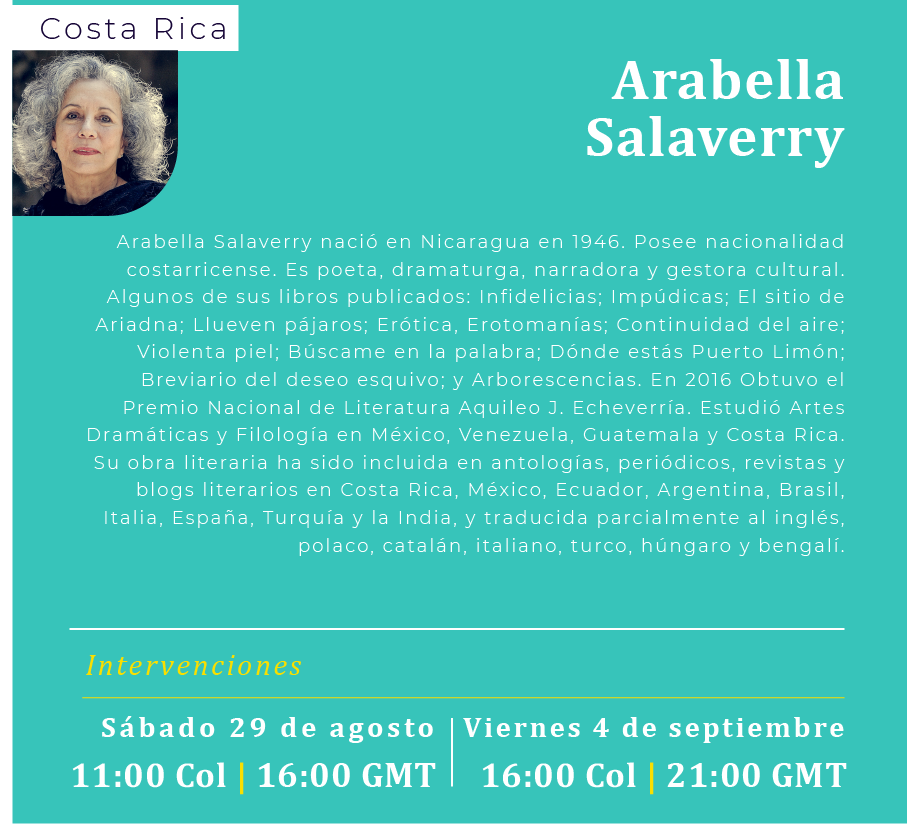 Costa Rica
Arabella
Salaverry
Arabella Salaverry nació en Nicaragua en 1946. Posee nacionalidad
costarricense. Es poeta, dramaturga, narradora y gestora cultural.
Algunos de sus libros publicados: Infidelicias; Impúdicas; El sitio de
Ariadna; Llueven pájaros; Erótica, Erotomanías; Continuidad del aire;
Violenta piel; Búscame en la palabra; Dónde estás Puerto Limón;
Breviario del deseo esquivo; y Arborescencias. En 2016 Obtuvo el
Premio Nacional de Literatura Aquileo J. Echeverría. Estudió Artes
Dramáticas y Filología en México, Venezuela, Guatemala y Costa Rica.
Su obra literaria ha sido incluida en antologías, periódicos, revistas y
blogs literarios en Costa Rica, México, Ecuador, Argentina, Brasil,
Italia, España, Turquía y la India, y traducida parcialmente al inglés,
polaco, catalán, italiano, turco, húngaro y bengalí.
Intervenciones
Sábado 29 de agosto
11:00 Col | 16:00 GMT
Viernes 4 de septiembre
16:00 Col | 21:00 GMT